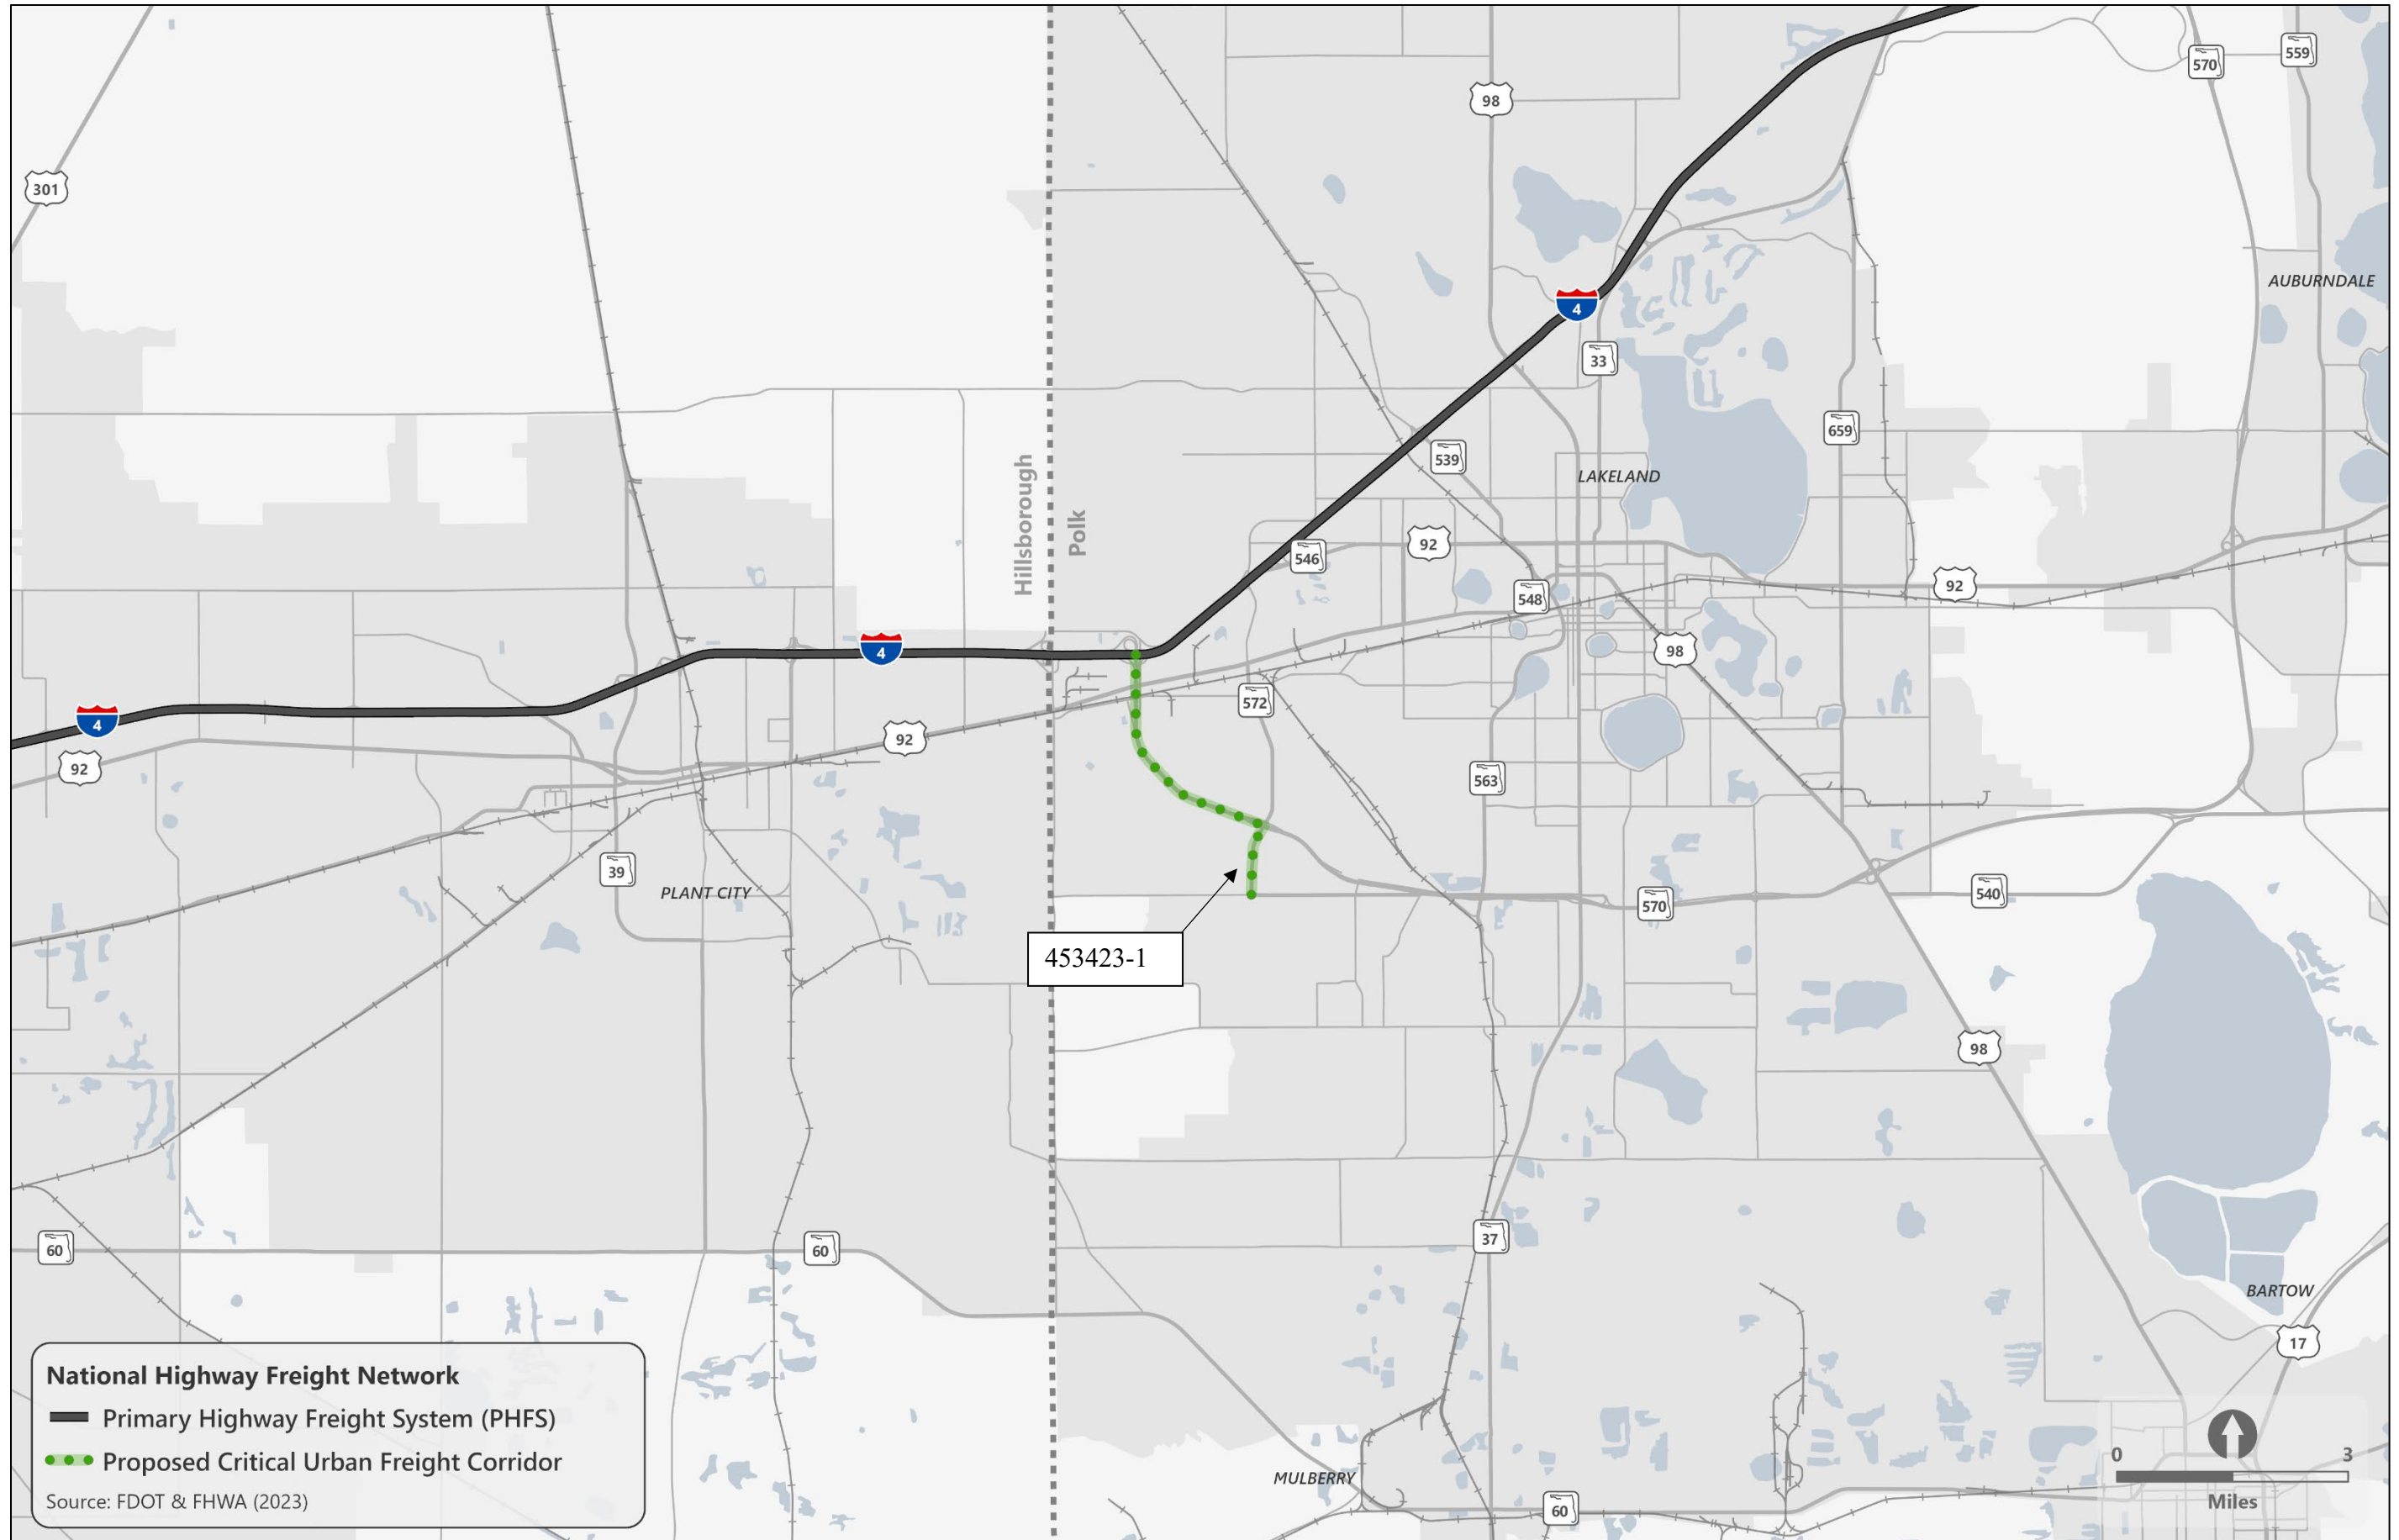 570
559
98
301
AUBURNDALE
4
33
659
539
LAKELAND
Hillsborough
Polk
546
92
548
92
4
98
572
4
92
92
563
39
PLANT CITY
570
540
453423-1
98
60
60
37
BARTOW
17
National Highway Freight Network
Primary Highway Freight System (PHFS)
Proposed Critical Urban Freight Corridor
Source: FDOT & FHWA (2023)
MULBERRY
60
0 3
Miles